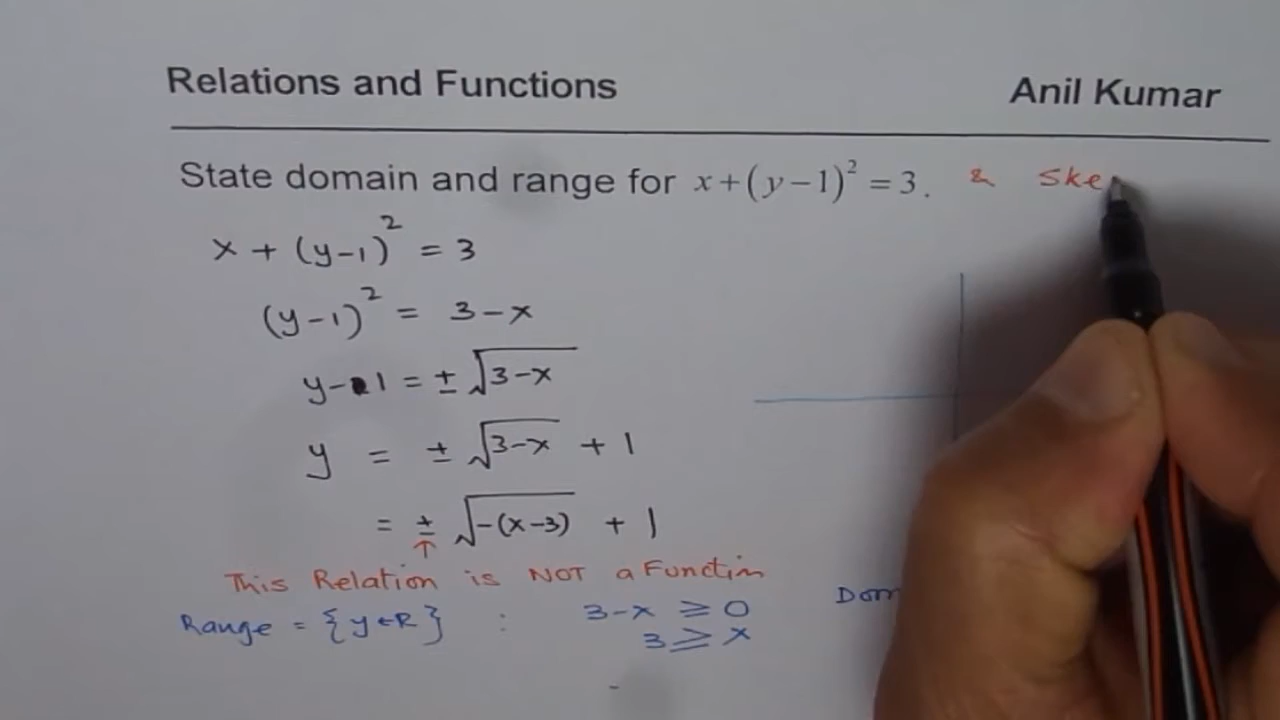 Relations and Functions Anil Kumar
State domain and range for x+(y−1)² =3. & Ske
x + (y−1)² = 3
(y−1)² = 3−x
y−1 = ± √3−x
y = ± √3−x + 1
= ± √−(x−3) + 1
This Relation is NOT a Functin
Range = {y∈R} : 3−x ≥ 0 Dom
3 ≥ x